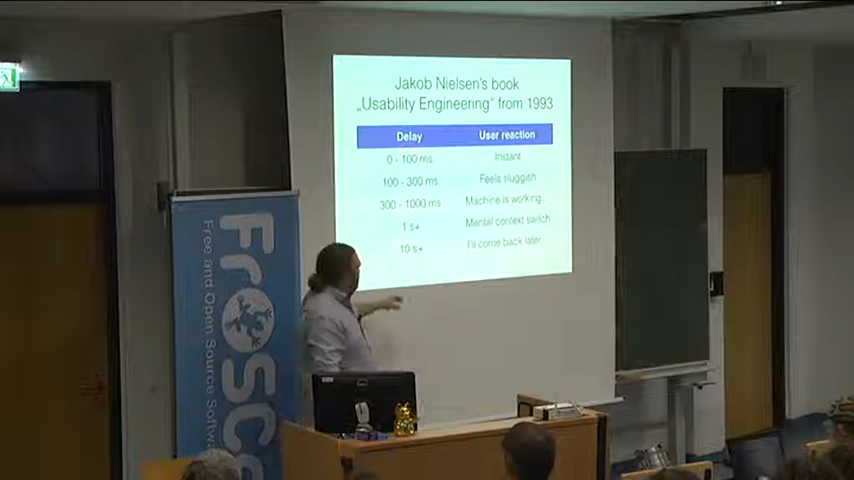 Jakob Nielsen's book
„Usability Engineering" from 1993
Delay User reaction
0 - 100 ms Instant
100 - 300 ms Feels sluggish
300 - 1000 ms Machine is working...
1 s+ Mental context switch
10 s+ I'll come back later...
Free and Open Source Softwa
FrOSC